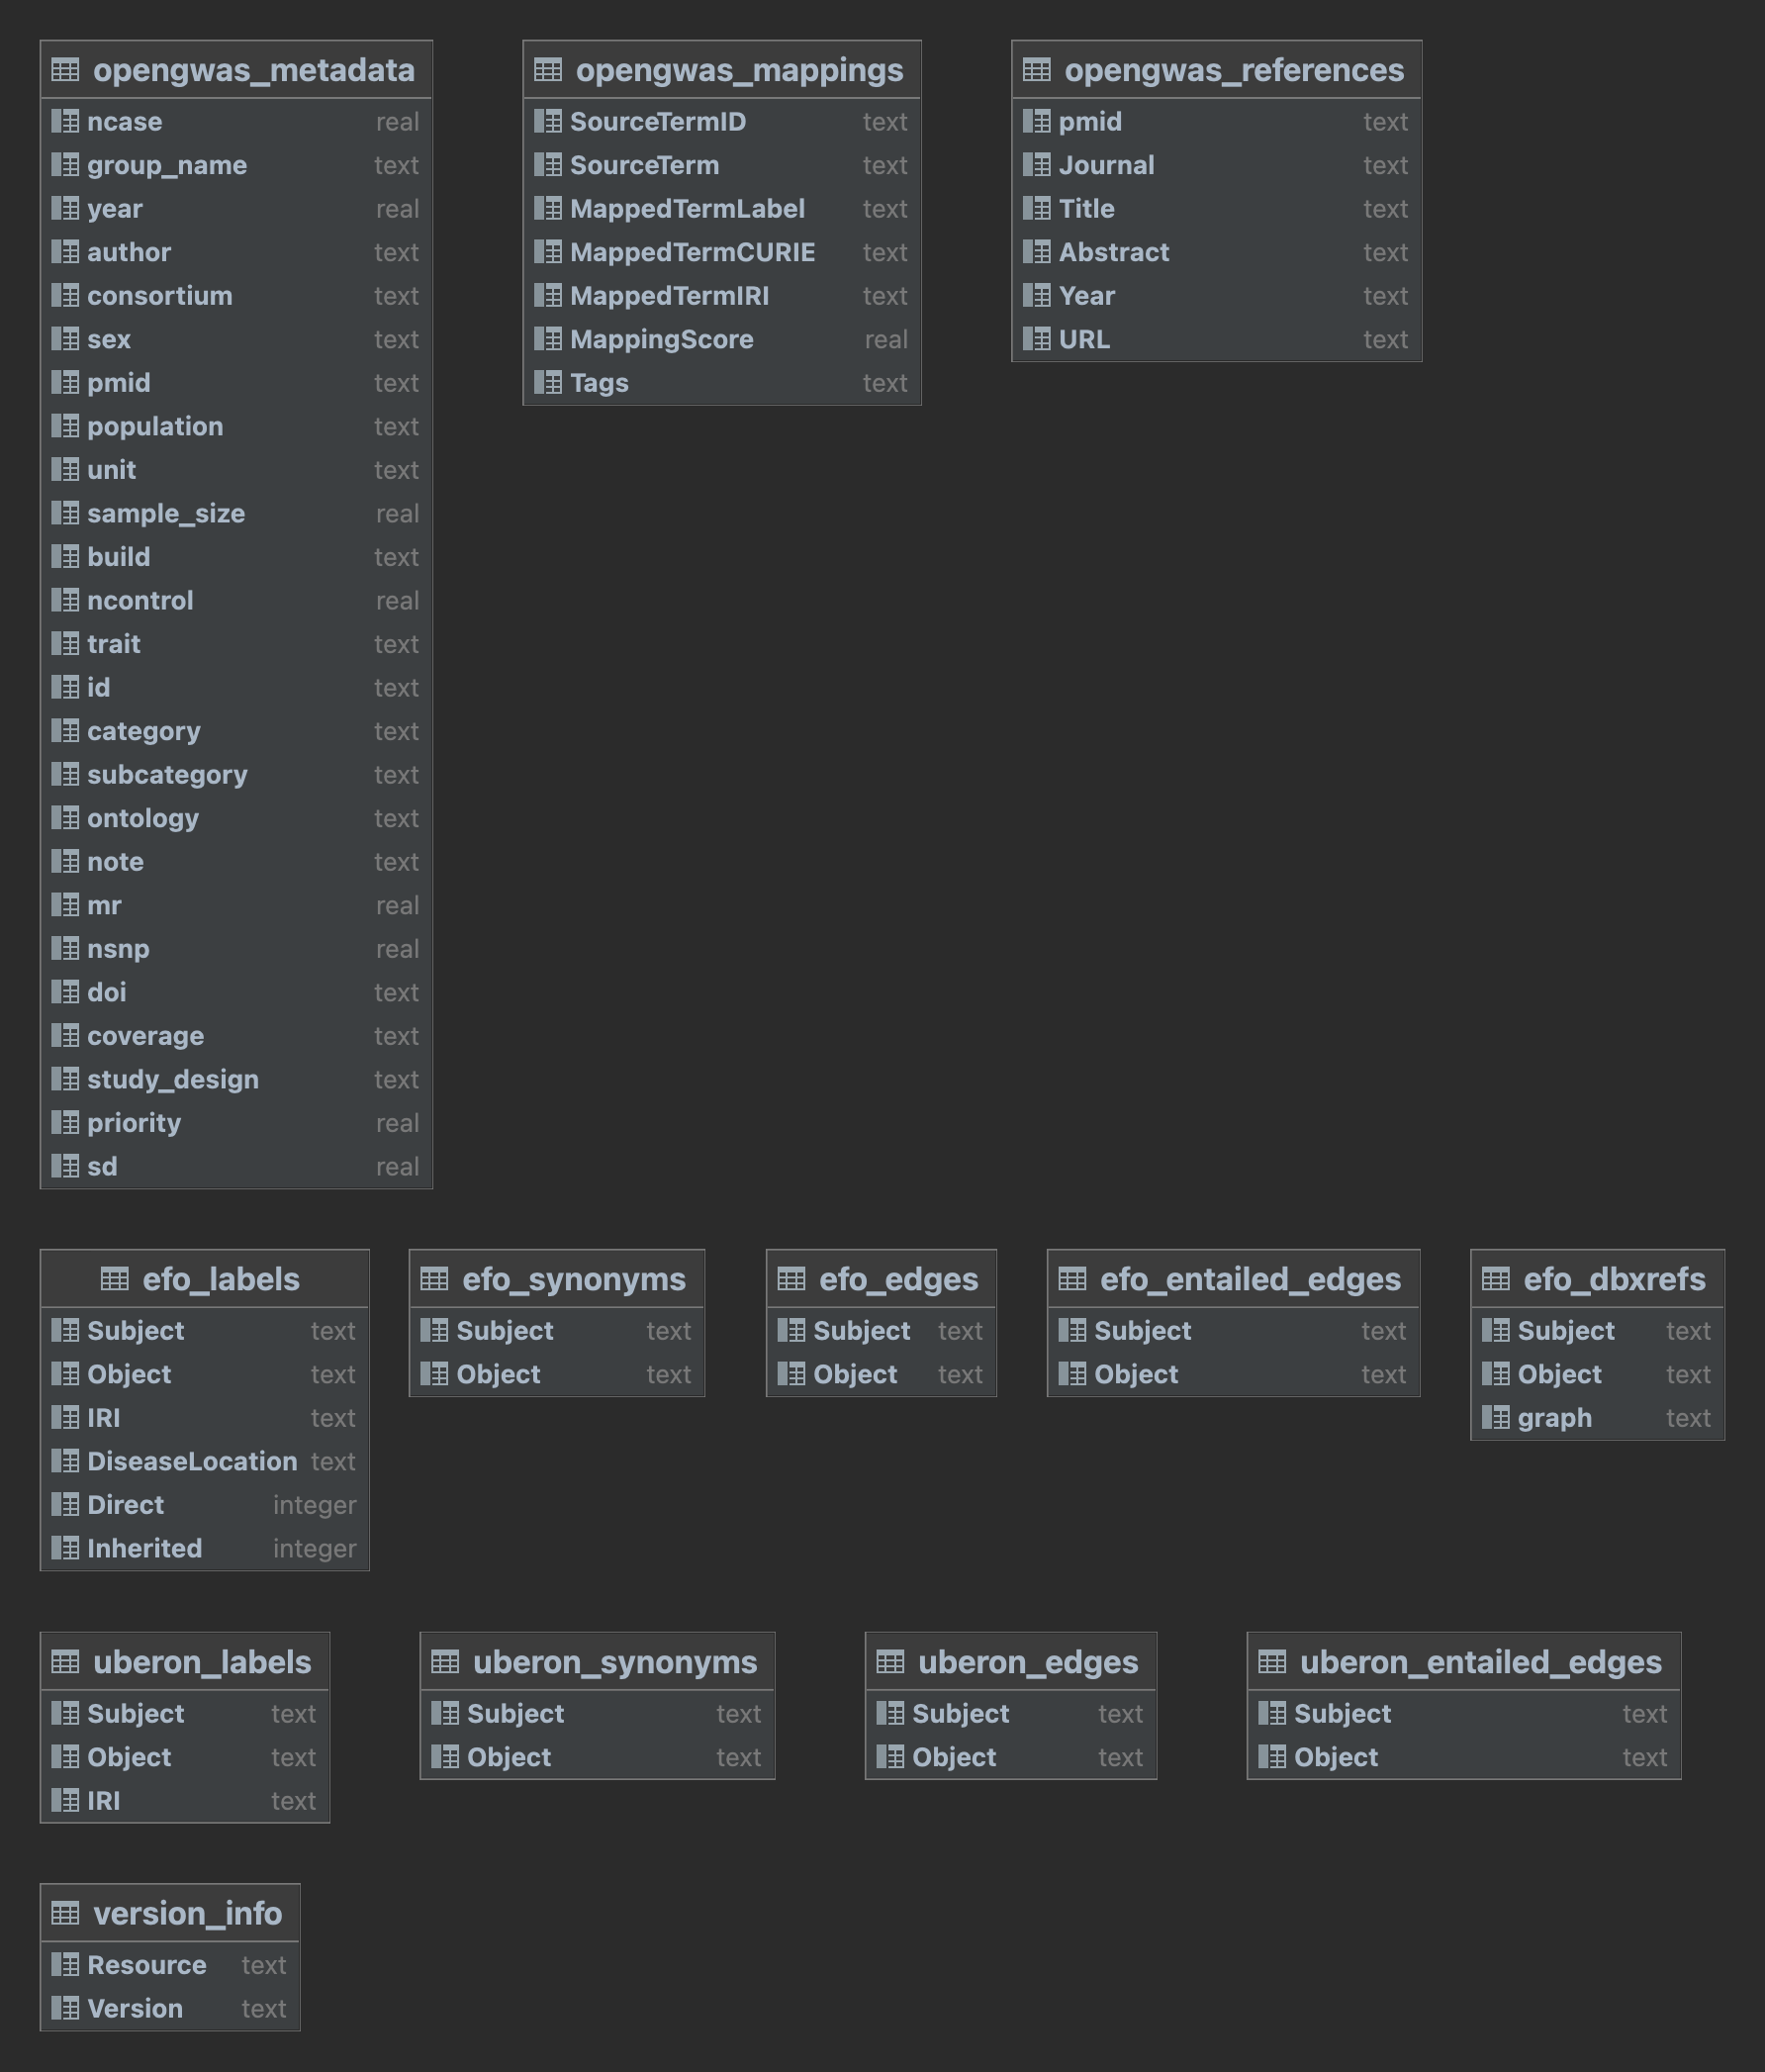 opengwas_metadata
ncase real
group_name text
year real
author text
consortium text
sex text
pmid text
population text
unit text
sample_size real
build text
ncontrol real
trait text
id text
category text
subcategory text
ontology text
note text
mr real
nsnp real
doi text
coverage text
study_design text
priority real
sd real
opengwas_mappings
SourceTermID text
SourceTerm text
MappedTermLabel text
MappedTermCURIE text
MappedTermIRI text
MappingScore real
Tags text
opengwas_references
pmid text
Journal text
Title text
Abstract text
Year text
URL text
efo_labels
Subject text
Object text
IRI text
DiseaseLocation text
Direct integer
Inherited integer
efo_synonyms
Subject text
Object text
efo_edges
Subject text
Object text
efo_entailed_edges
Subject text
Object text
efo_dbxrefs
Subject text
Object text
graph text
uberon_labels
Subject text
Object text
IRI text
uberon_synonyms
Subject text
Object text
uberon_edges
Subject text
Object text
uberon_entailed_edges
Subject text
Object text
version_info
Resource text
Version text